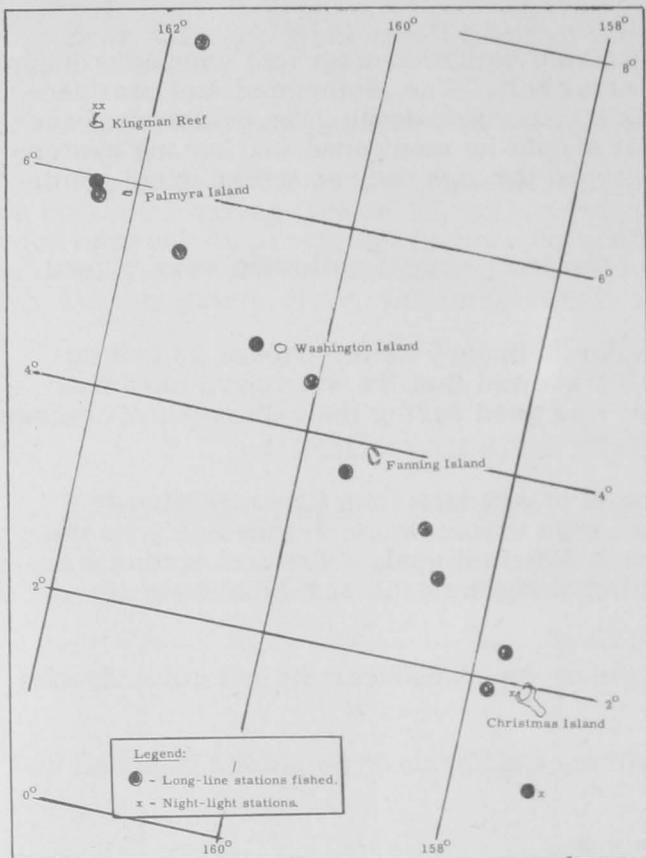 162°
160°
158°
8°
xx
Kingman Reef
6°
Palmyra Island
6°
Washington Island
4°
Fanning Island
4°
2°
x
2°
Christmas Island
Legend:
- Long-line stations fished.
x - Night-light stations.
x
0°
160°
158°